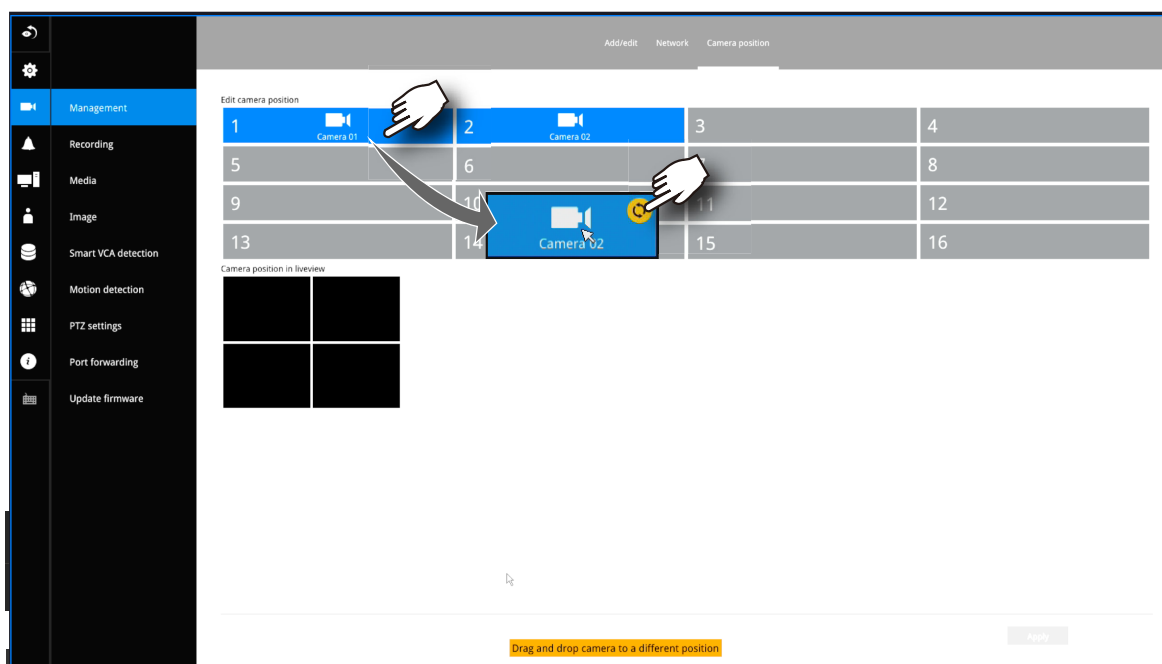 Add/edit Network Camera position
Management
Recording
Media
Image
Smart VCA detection
Motion detection
PTZ settings
Port forwarding
Update firmware
Edit camera position
1 Camera 01
2 Camera 02
3
4
5
6
8
9
10
11
12
13
14
15
16
Camera 02
Camera position in liveview
Apply
Drag and drop camera to a different position